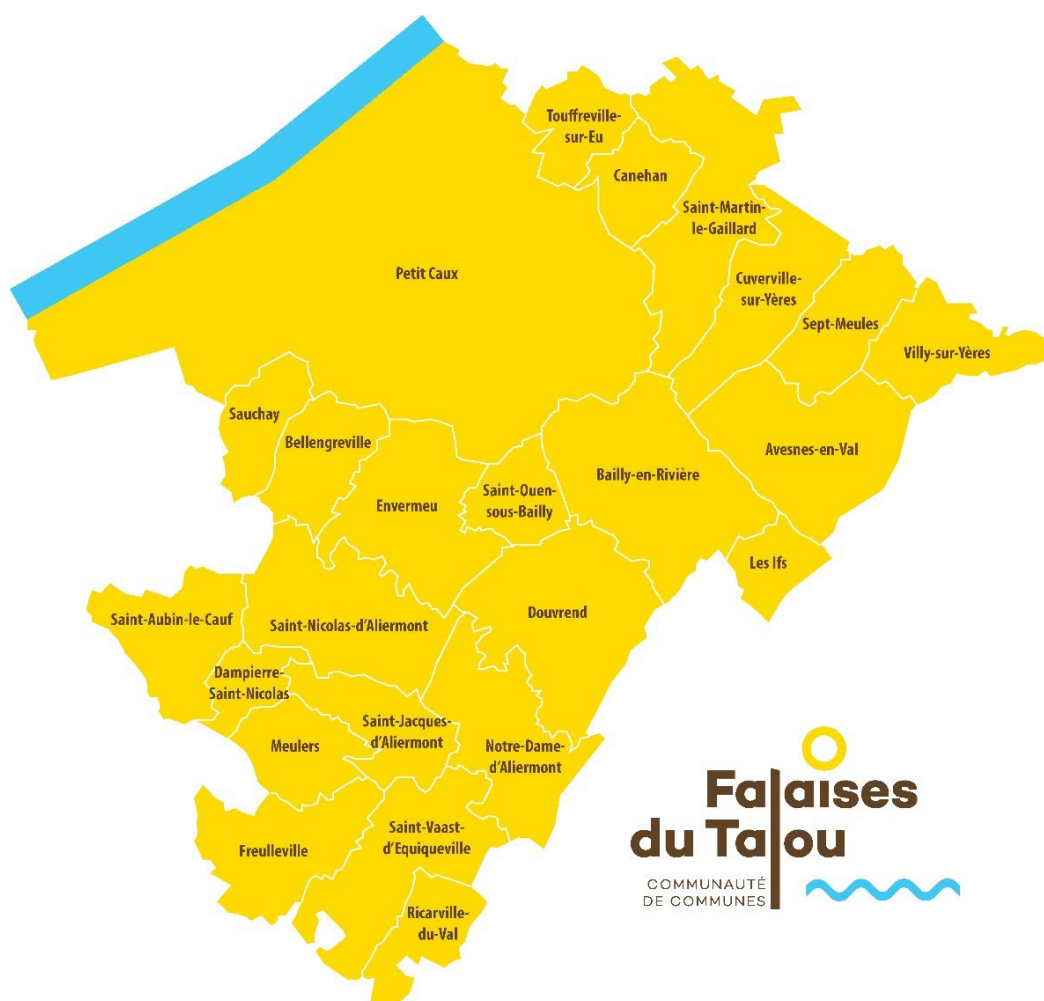 Touffreville-
sur-Eu
Canehan
Saint-Martin-
le-Gaillard
Petit Caux
Cuverville-
sur-Yères
Sept-Meules
Villy-sur-Yères
Sauchay
Bellengreville
Avesnes-en-Val
Bailly-en-Rivière
Envermeu
Saint-Ouen-
sous-Bailly
Les Ifs
Saint-Aubin-le-Cauf
Saint-Nicolas-d'Aliermont
Douvrend
Dampierre-
Saint-Nicolas
Saint-Jacques-
d'Aliermont
Meulers
Notre-Dame-
d'Aliermont
Saint-Vaast-
d'Equiqueville
Freulleville
Ricarville-
du-Val
Falaises
du Talou
COMMUNAUTÉ
DE COMMUNES